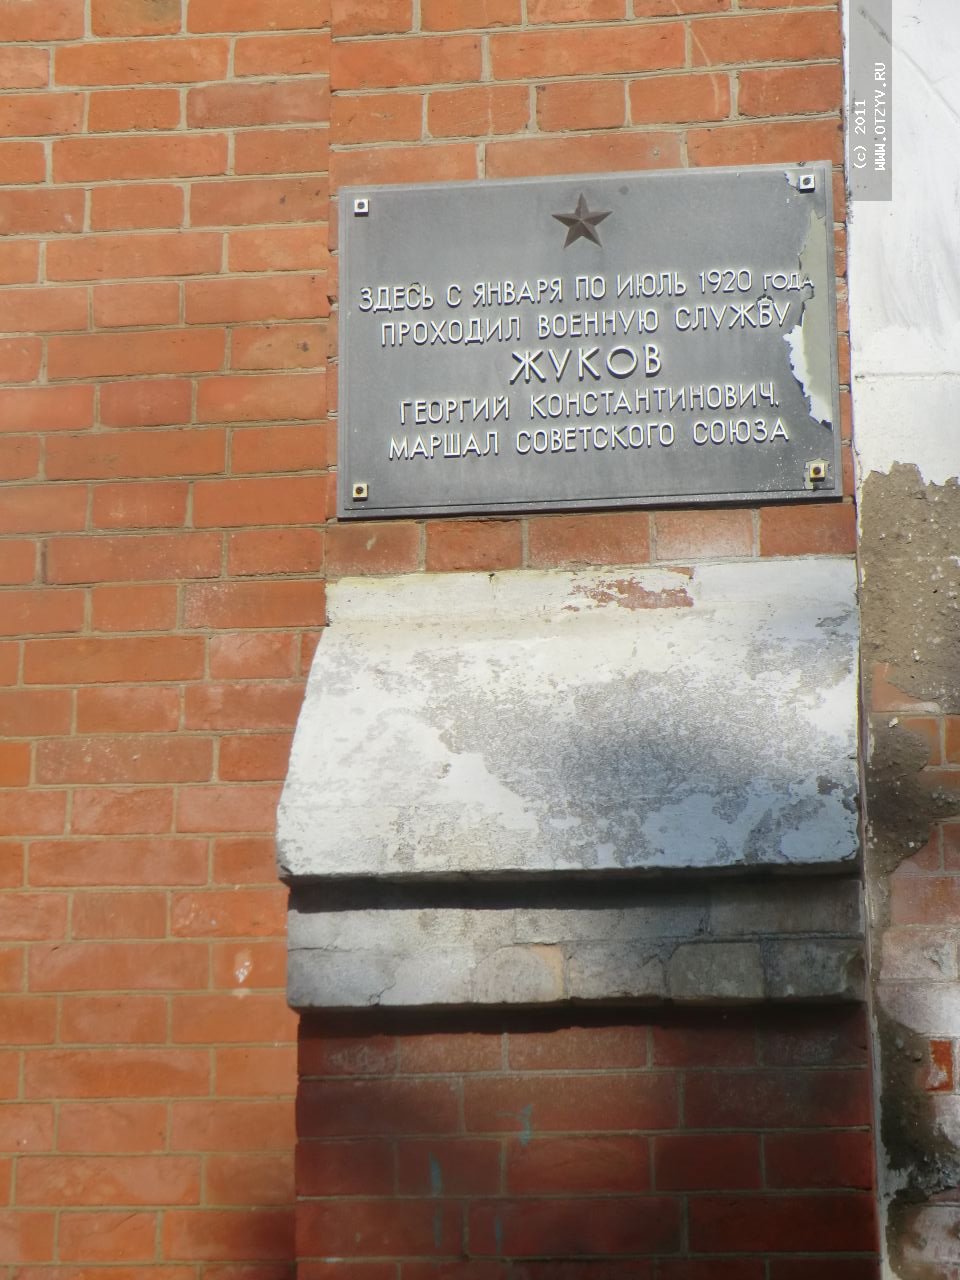 (c) 2011
WWW.OTZYV.RU
ЗДЕСЬ С ЯНВАРЯ ПО ИЮЛЬ 1920 ГОДА
ПРОХОДИЛ ВОЕННУЮ СЛУЖБУ
ЖУКОВ
ГЕОРГИЙ КОНСТАНТИНОВИЧ,
МАРШАЛ СОВЕТСКОГО СОЮЗА